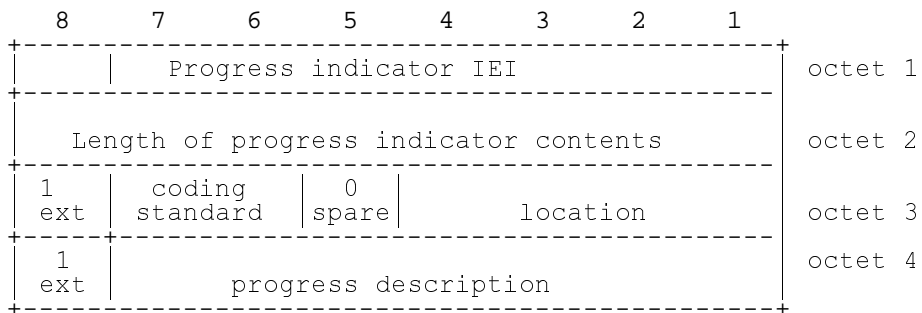 8 7 6 5 4 3 2 1
Progress indicator IEI octet 1
Length of progress indicator contents octet 2
1 coding 0
ext standard spare location octet 3
1 octet 4
ext progress description